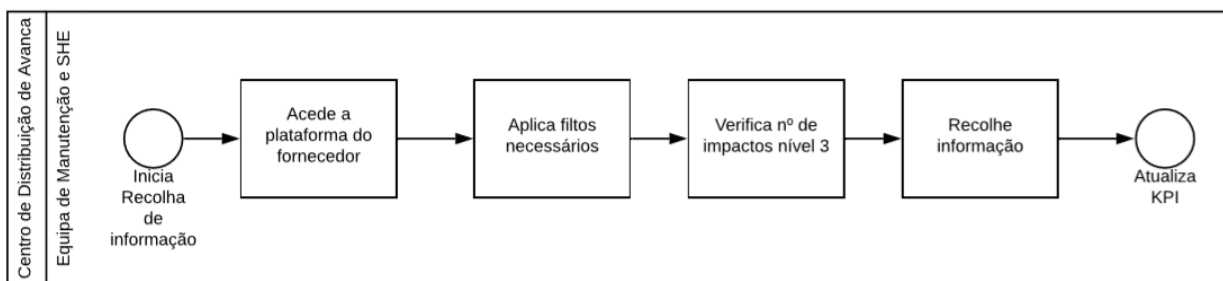 Centro de Distribuição de Avanca
Equipa de Manutenção e SHE
Inicia
Recolha
de
informação
Acede a
plataforma do
fornecedor
Aplica filtos
necessários
Verifica nº de
impactos nível 3
Recolhe
informação
Atualiza
KPI